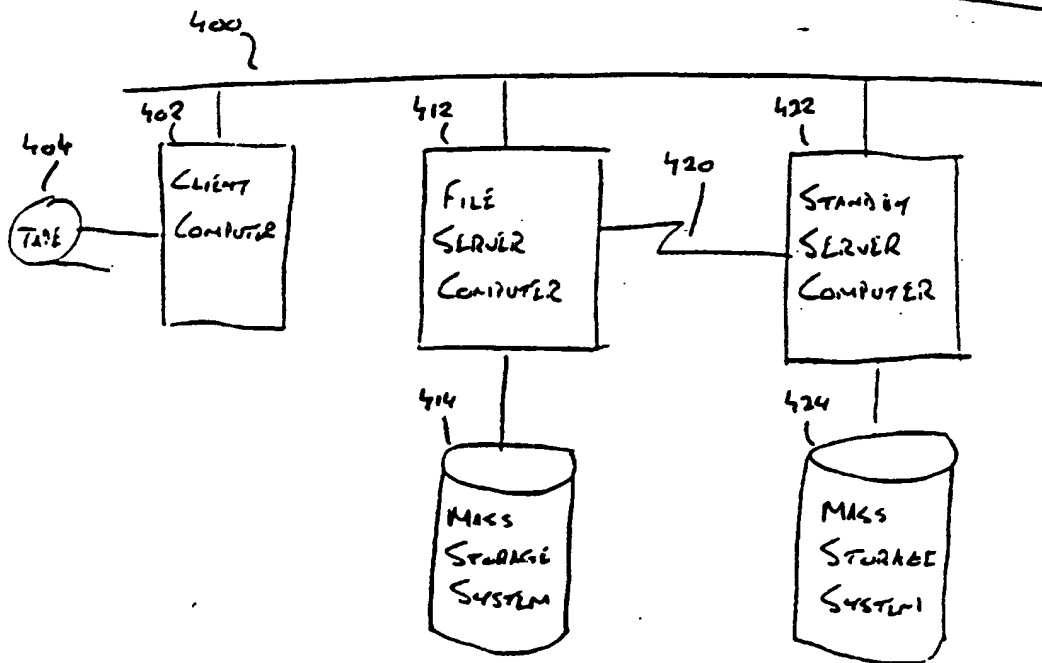 400
402
412
422
404
420
CLIENT
COMPUTER
TAPE
FILE
SERVER
COMPUTER
STANDBY
SERVER
COMPUTER
414
424
MASS
STORAGE
SYSTEM
MASS
STORAGE
SYSTEM